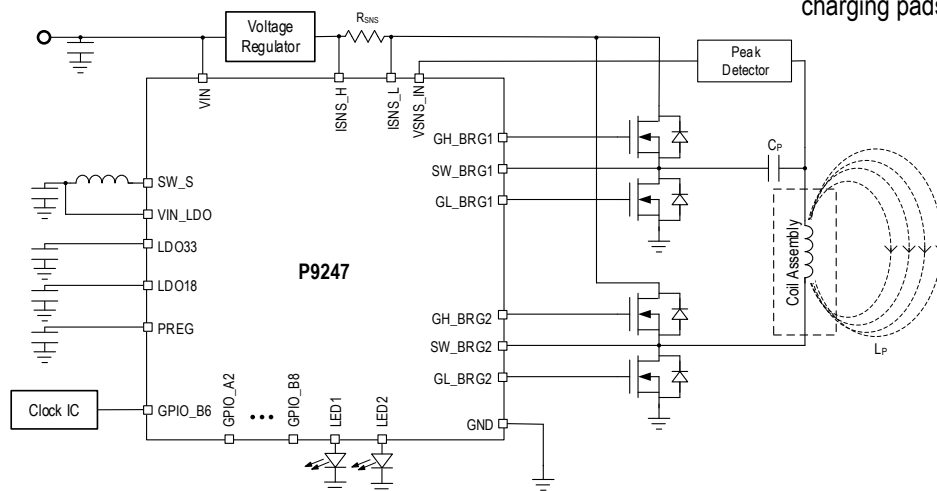 charging pads
Voltage
Regulator
RSNS
Peak
Detector
VIN
ISNS_H
ISNS_L
VSNS_IN
GH_BRG1
SW_BRG1
GL_BRG1
CP
SW_S
VIN_LDO
LDO33
LDO18
PREG
P9247
Coil Assembly
LP
GH_BRG2
SW_BRG2
GL_BRG2
Clock IC
GPIO_B6
GPIO_A2
•••
GPIO_B8
LED1
LED2
GND